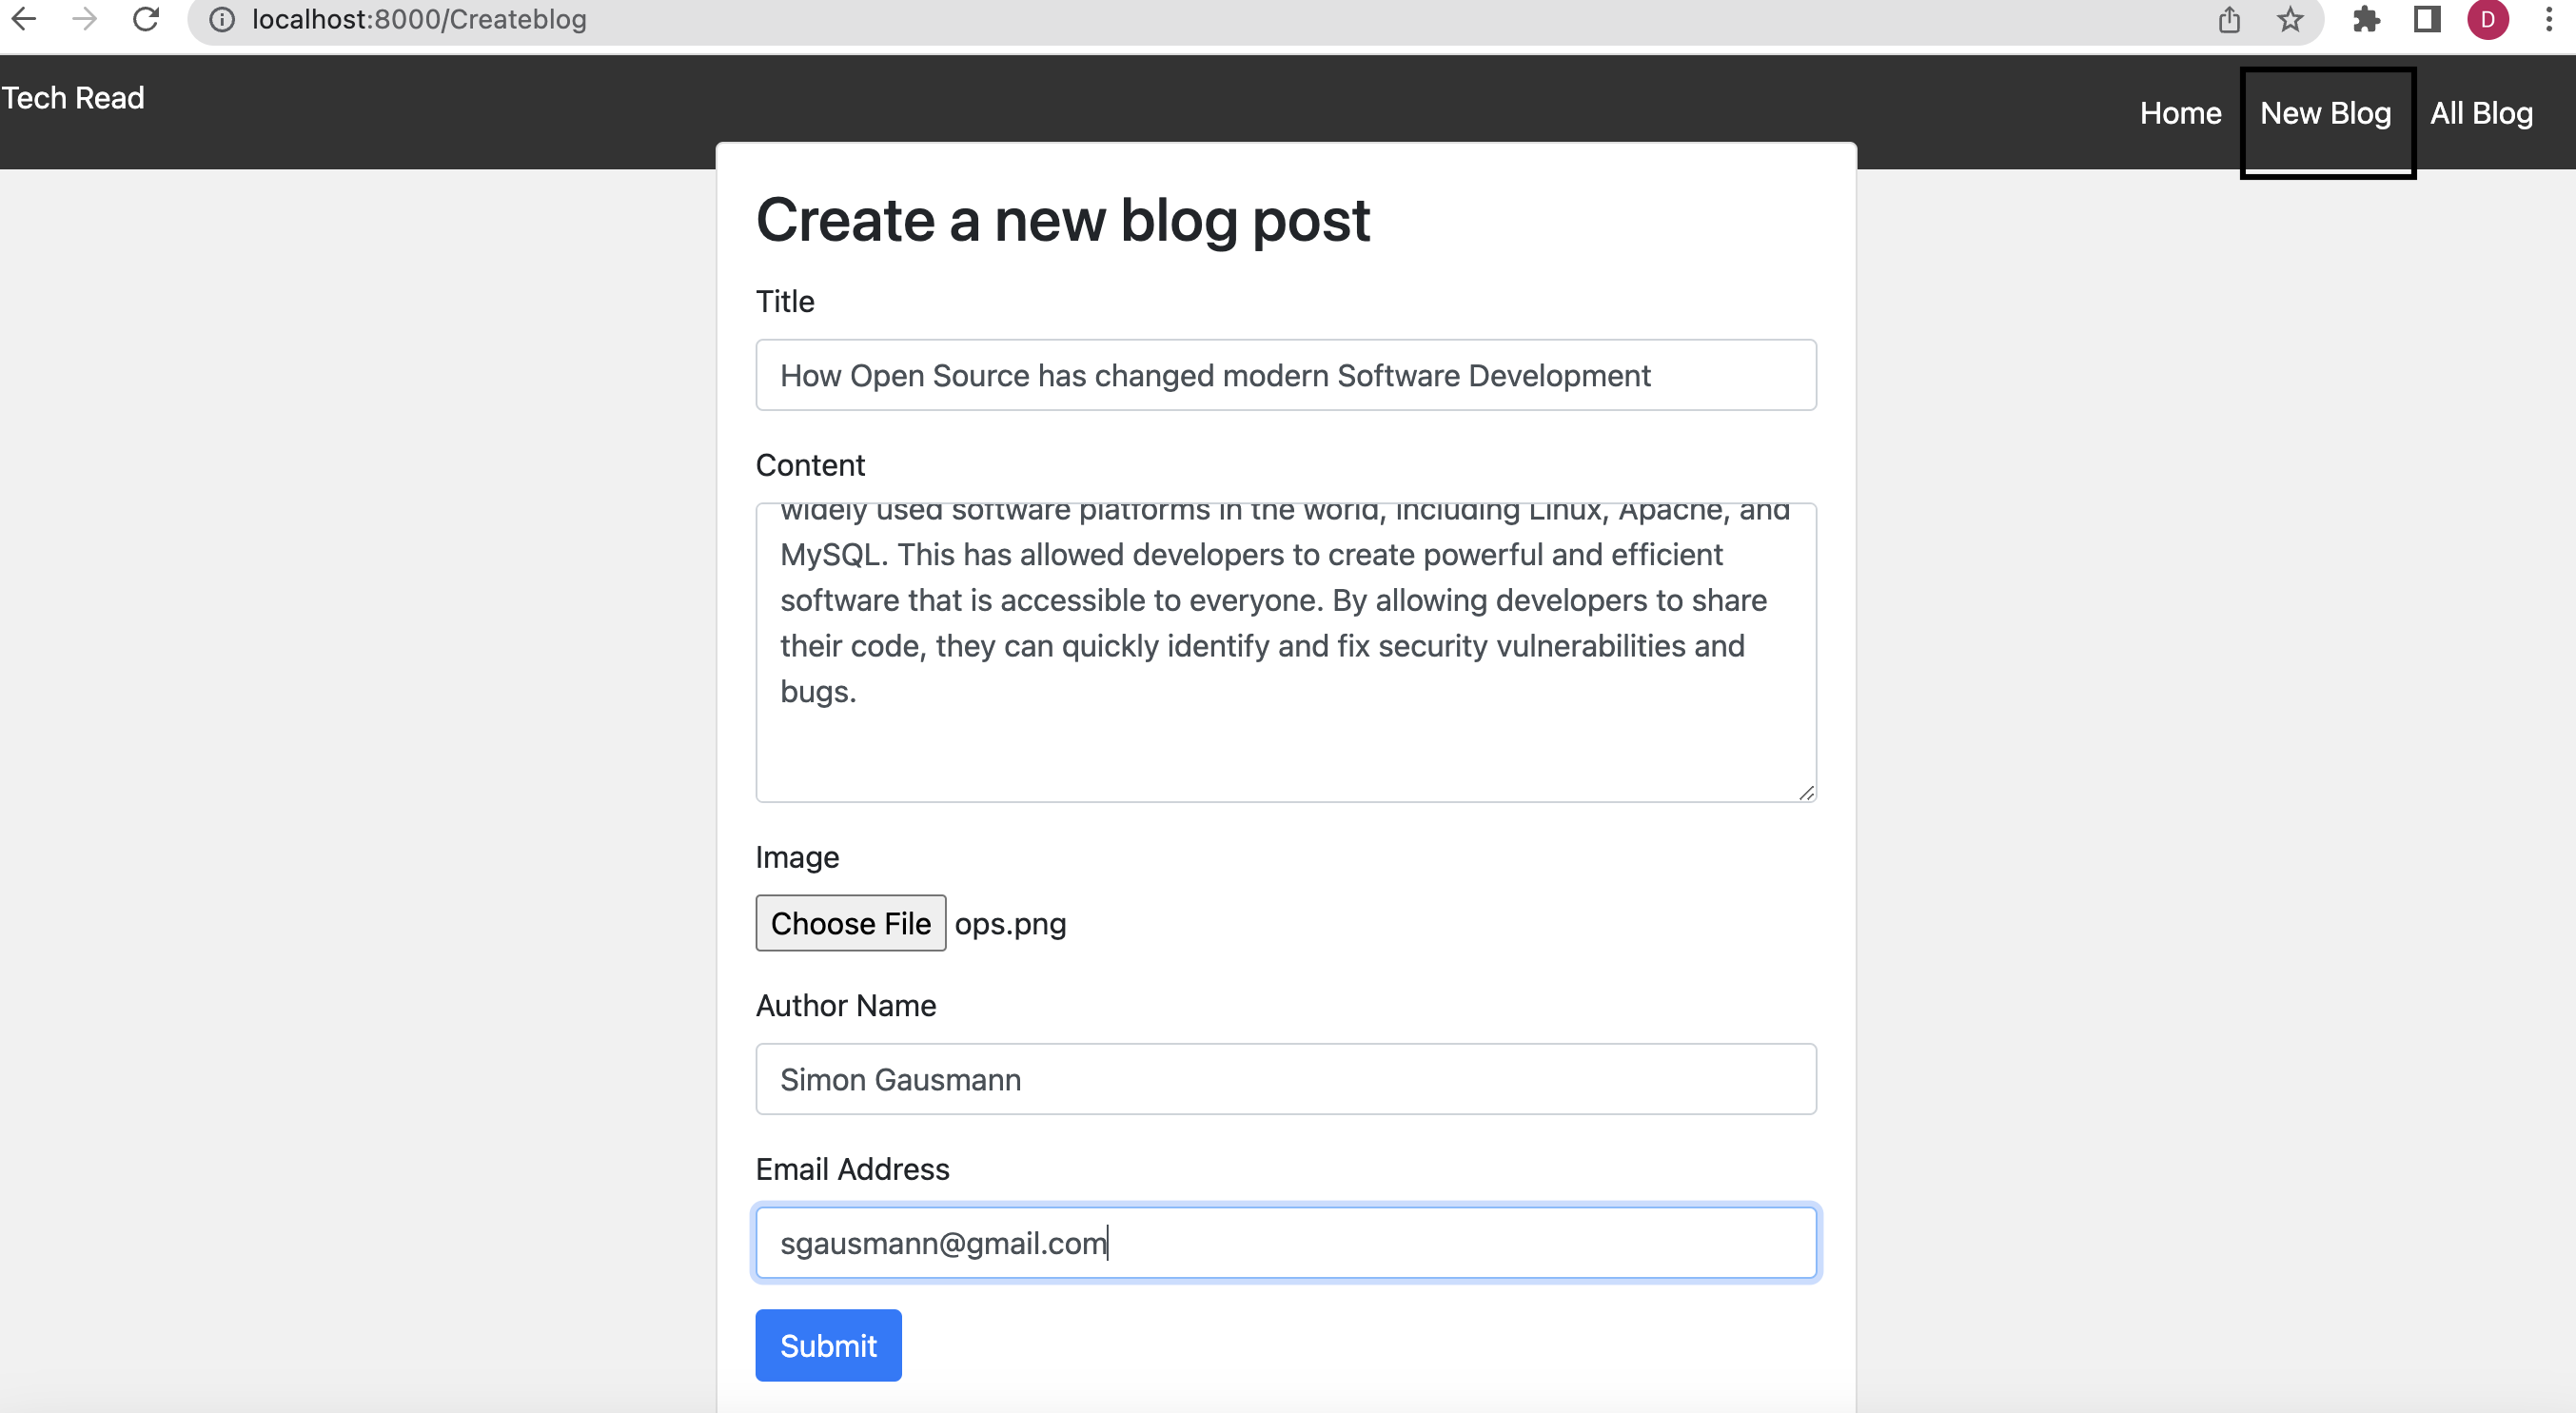 localhost:8000/Createblog
D
Tech Read
Home New Blog All Blog
Create a new blog post
Title
How Open Source has changed modern Software Development
Content
widely used software platforms in the world, including Linux, Apache, and
MySQL. This has allowed developers to create powerful and efficient
software that is accessible to everyone. By allowing developers to share
their code, they can quickly identify and fix security vulnerabilities and
bugs.
Image
Choose File ops.png
Author Name
Simon Gausmann
Email Address
sgausmann@gmail.com
Submit